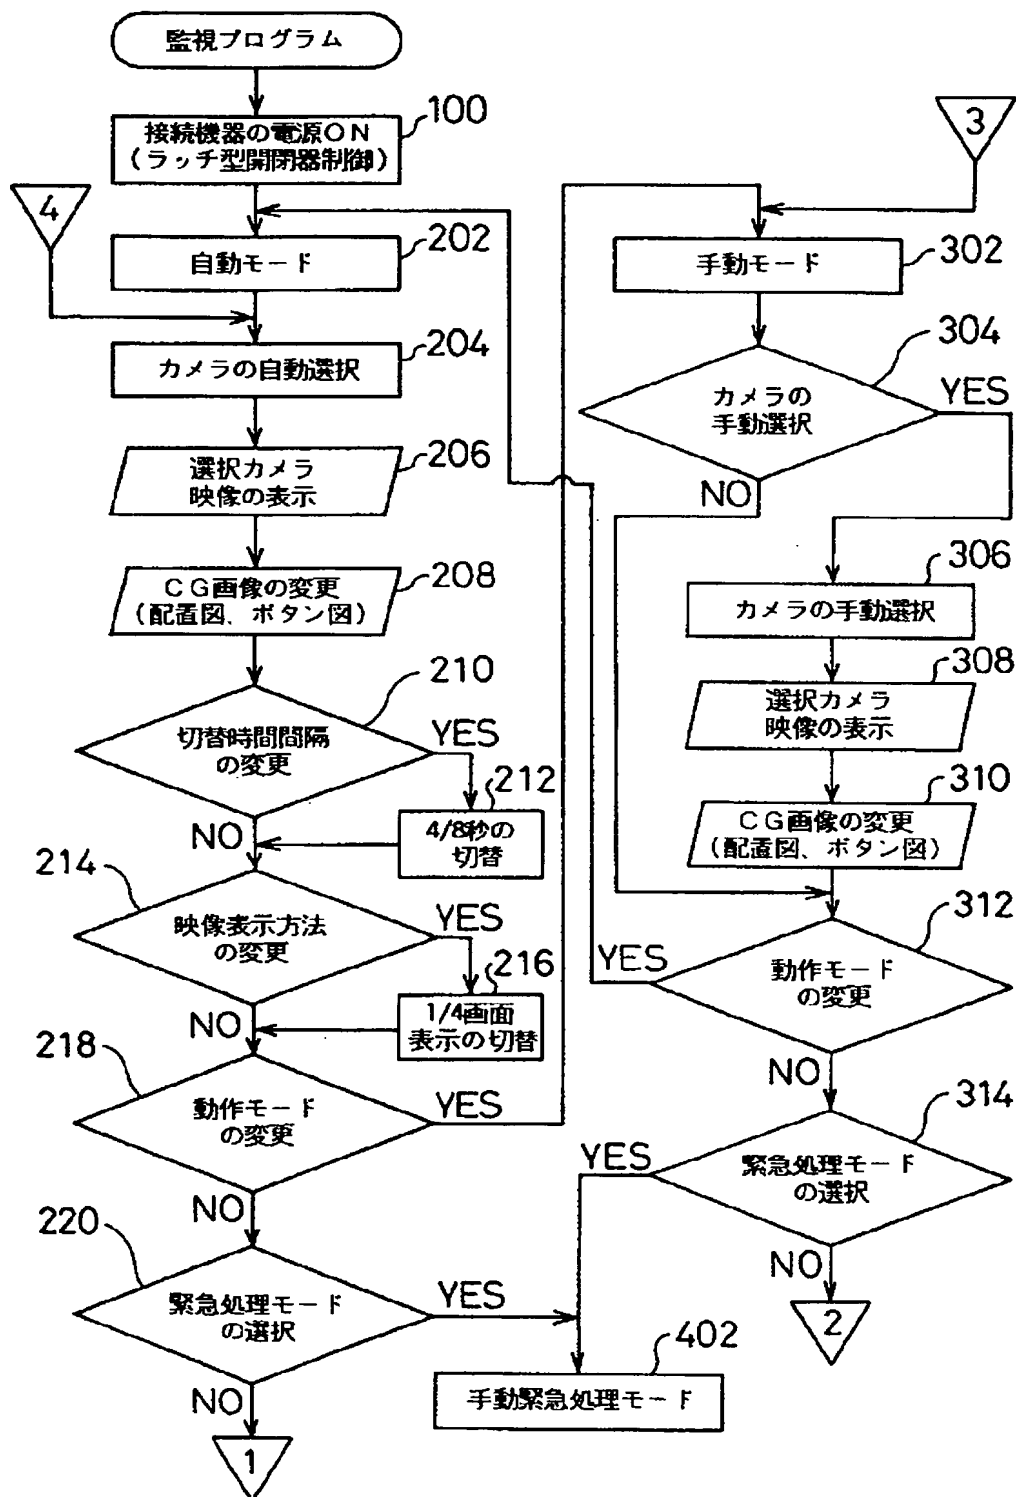 監視プログラム
100
接続機器の電源ON
(ラッチ型開閉器制御)
4
202
自動モード
204
カメラの自動選択
206
選択カメラ
映像の表示
208
CG画像の変更
(配置図、ボタン図)
210
切替時間間隔
の変更
YES
212
4/8秒の
切替
NO
214
映像表示方法
の変更
YES
216
1/4画面
表示の切替
NO
218
動作モード
の変更
YES
NO
220
緊急処理モード
の選択
YES
NO
1
402
手動緊急処理モード
3
302
手動モード
304
カメラの
手動選択
YES
NO
306
カメラの手動選択
308
選択カメラ
映像の表示
310
CG画像の変更
(配置図、ボタン図)
312
動作モード
の変更
YES
NO
314
緊急処理モード
の選択
YES
NO
2